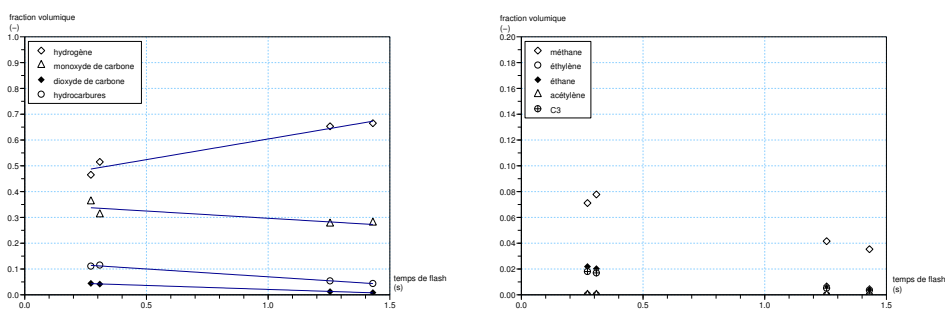 fraction volumique
(−)
1.0
0.9
0.8
0.7
0.6
0.5
0.4
0.3
0.2
0.1
0.0
hydrogène
monoxyde de carbone
dioxyde de carbone
hydrocarbures
0.0
0.5
1.0
1.5
temps de flash
(s)
fraction volumique
(−)
0.20
0.18
0.16
0.14
0.12
0.10
0.08
0.06
0.04
0.02
0.00
méthane
éthylène
éthane
acétylène
C3
0.0
0.5
1.0
1.5
temps de flash
(s)